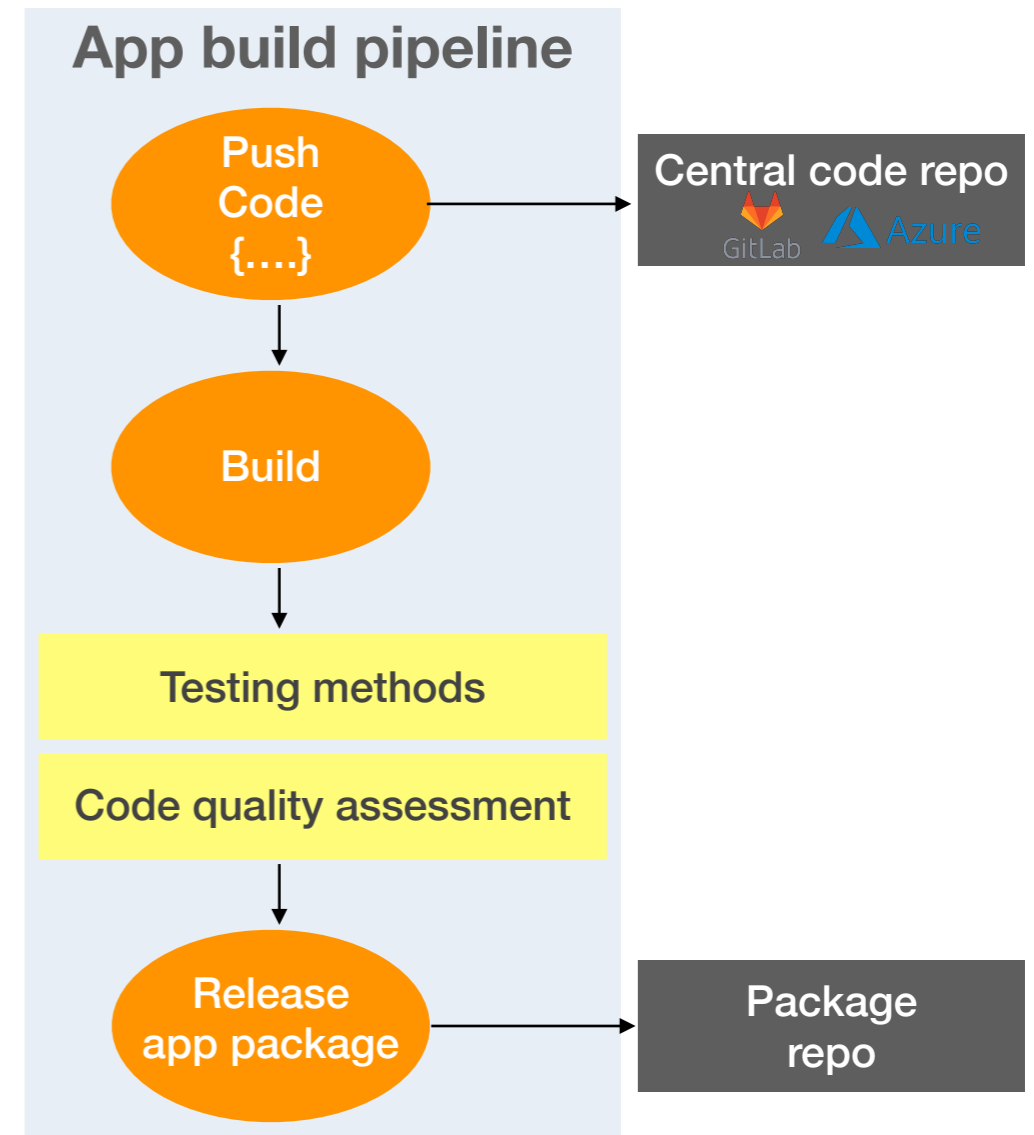 App build pipeline
Push
Code
{....}
Central code repo
GitLab
Azure
Build
Testing methods
Code quality assessment
Release
app package
Package
repo